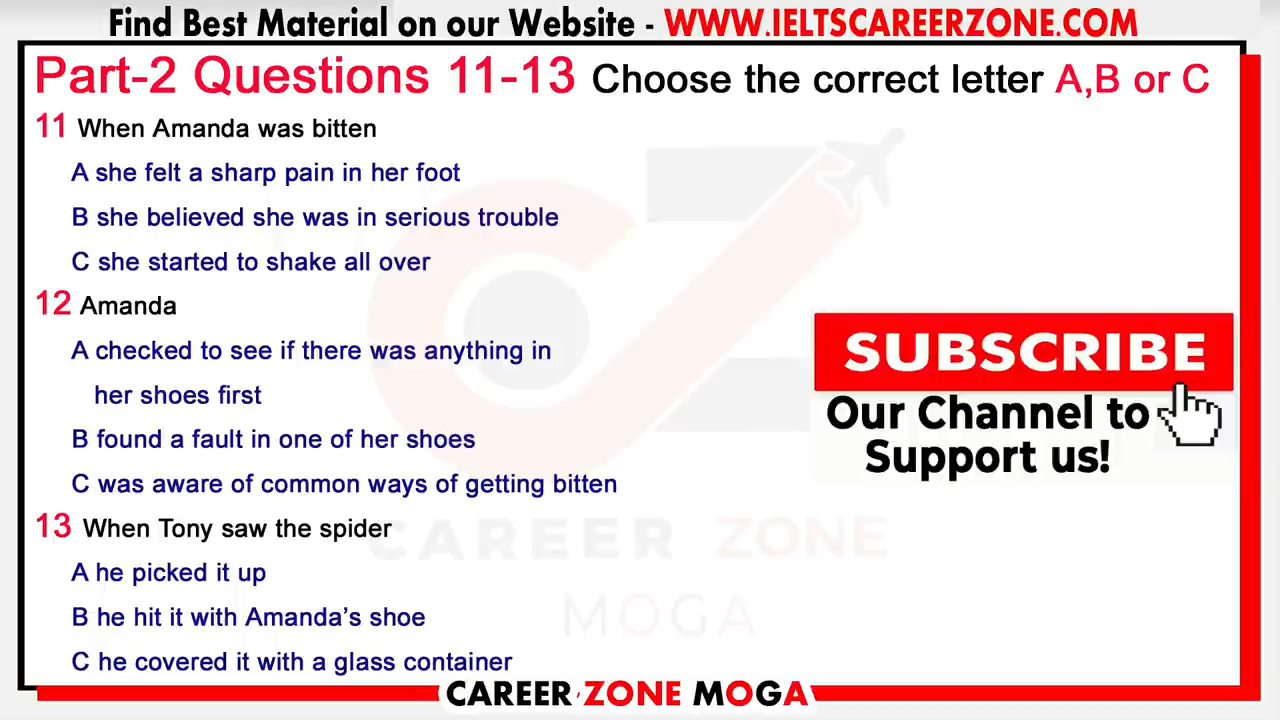 Find Best Material on our Website - WWW.IELTSCAREERZONE.COM
Part-2 Questions 11-13 Choose the correct letter A,B or C
11 When Amanda was bitten
A she felt a sharp pain in her foot
B she believed she was in serious trouble
C she started to shake all over
12 Amanda
A checked to see if there was anything in
her shoes first
B found a fault in one of her shoes
C was aware of common ways of getting bitten
13 When Tony saw the spider
A he picked it up
B he hit it with Amanda's shoe
C he covered it with a glass container
SUBSCRIBE
Our Channel to
Support us!
CAREER ZONE
MOGA
CAREER ZONE MOGA